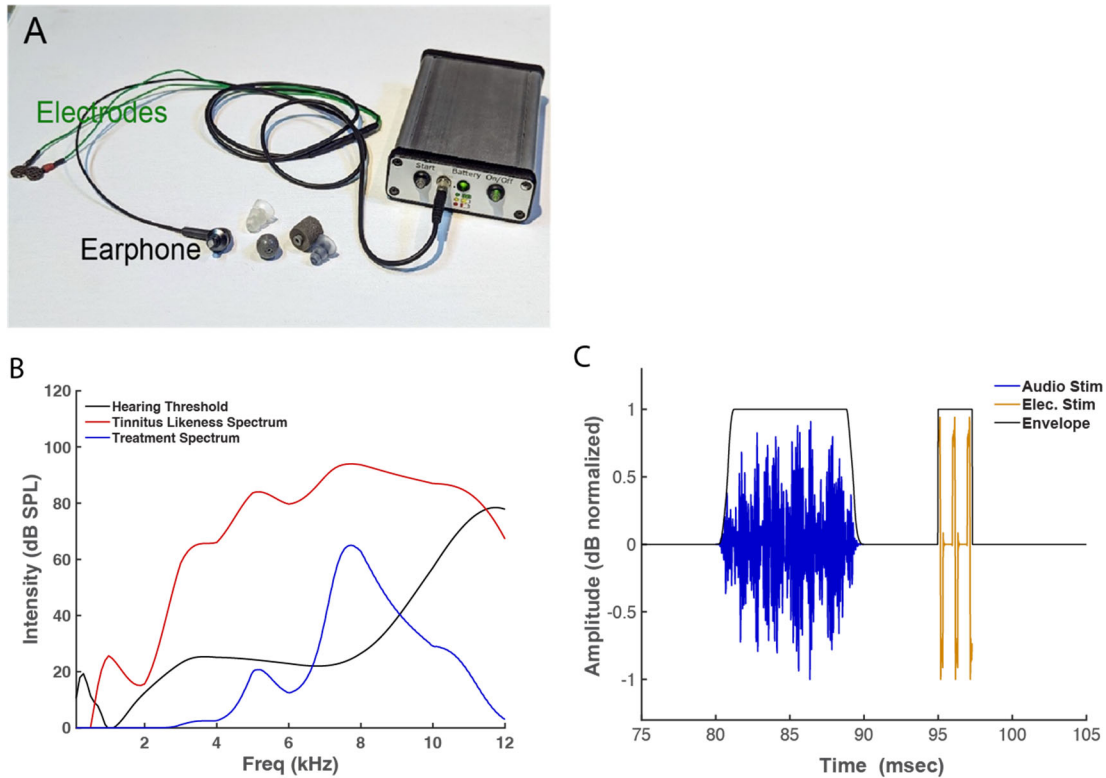 A
Electrodes
Earphone
Start
Battery
On/Off
B
120
100
80
60
40
20
0
Hearing Threshold
Tinnitus Likeness Spectrum
Treatment Spectrum
Intensity (dB SPL)
2 4 6 8 10 12
Freq (kHz)
C
Audio Stim
Elec. Stim
Envelope
1
0.5
0
-0.5
-1
Amplitude (dB normalized)
75 80 85 90 95 100 105
Time (msec)